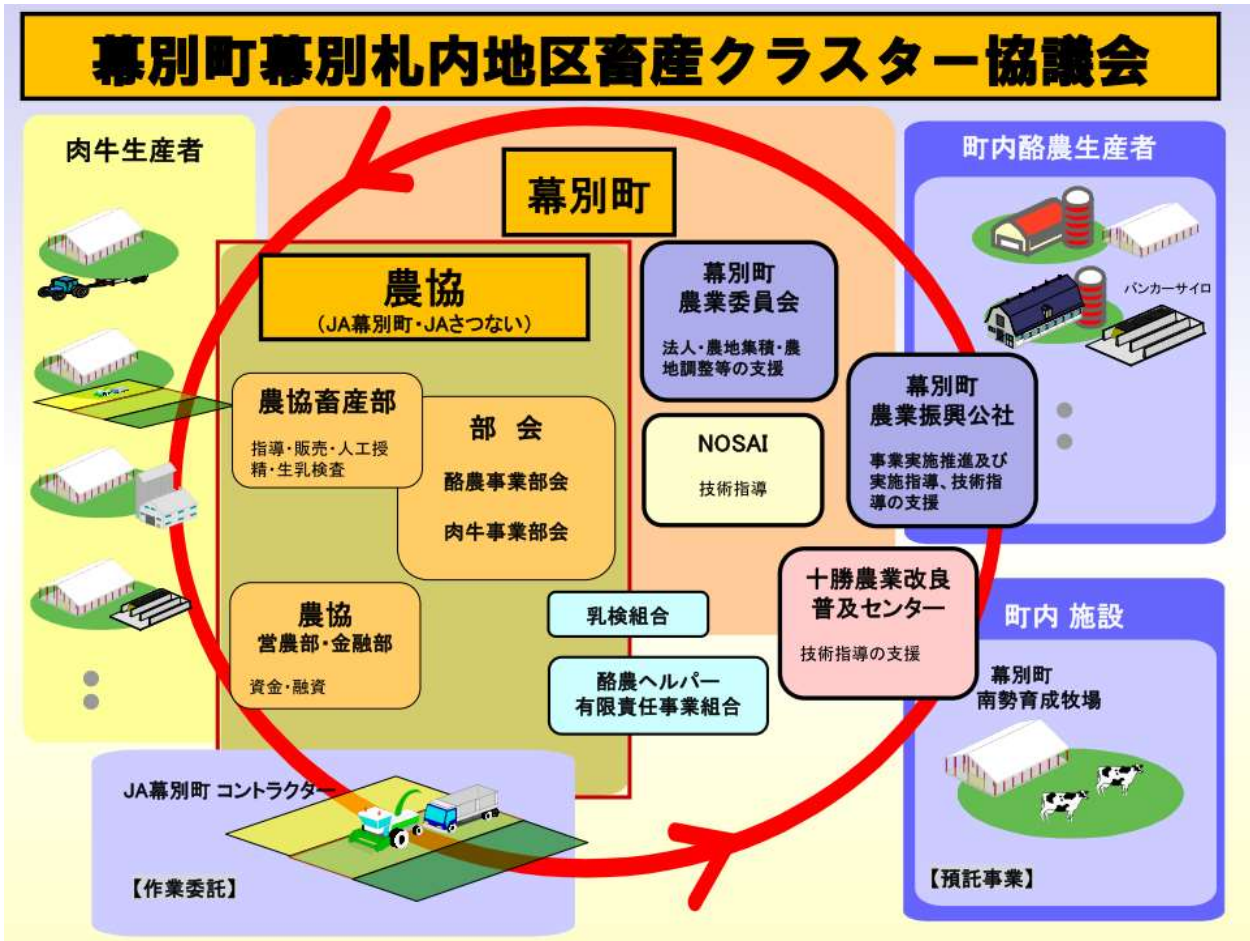 幕別町幕別札内地区畜産クラスター協議会
肉牛生産者
幕別町
町内酪農生産者
バンカーサイロ
農協
（JA幕別町・JAさつない）
幕別町
農業委員会
法人・農地集積・農
地調整等の支援
幕別町
農業振興公社
事業実施推進及び
実施指導、技術指
導の支援
農協畜産部
指導・販売・人工授
精・生乳検査
部 会
酪農事業部会
肉牛事業部会
NOSAI
技術指導
十勝農業改良
普及センター
技術指導の支援
農協
営農部・金融部
資金・融資
乳検組合
酪農ヘルパー
有限責任事業組合
町内 施設
幕別町
南勢育成牧場
【預託事業】
JA幕別町 コントラクター
【作業委託】